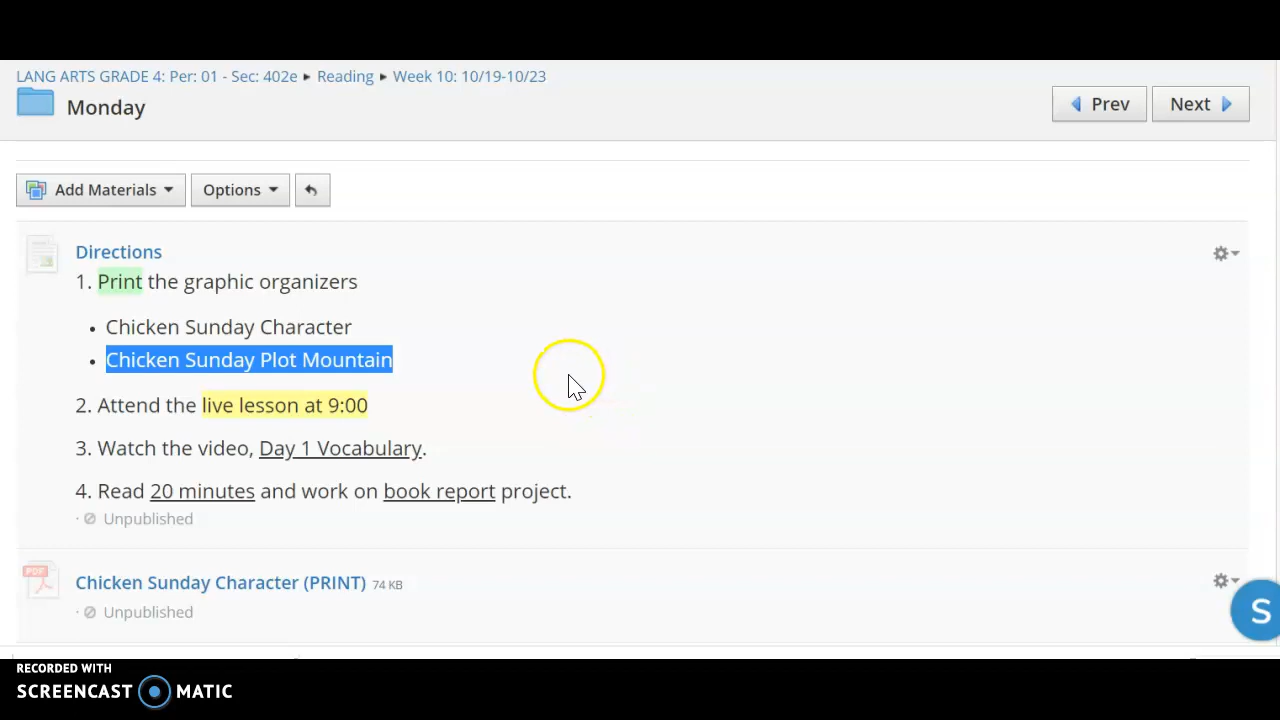 LANG ARTS GRADE 4: Per: 01 - Sec: 402e ▸ Reading ▸ Week 10: 10/19-10/23
Monday
Prev
Next
Add Materials
Options
Directions
1. Print the graphic organizers
• Chicken Sunday Character
• Chicken Sunday Plot Mountain
2. Attend the live lesson at 9:00
3. Watch the video, Day 1 Vocabulary.
4. Read 20 minutes and work on book report project.
· Unpublished
PDF
Chicken Sunday Character (PRINT) 74 KB
· Unpublished
S
RECORDED WITH
SCREENCAST MATIC